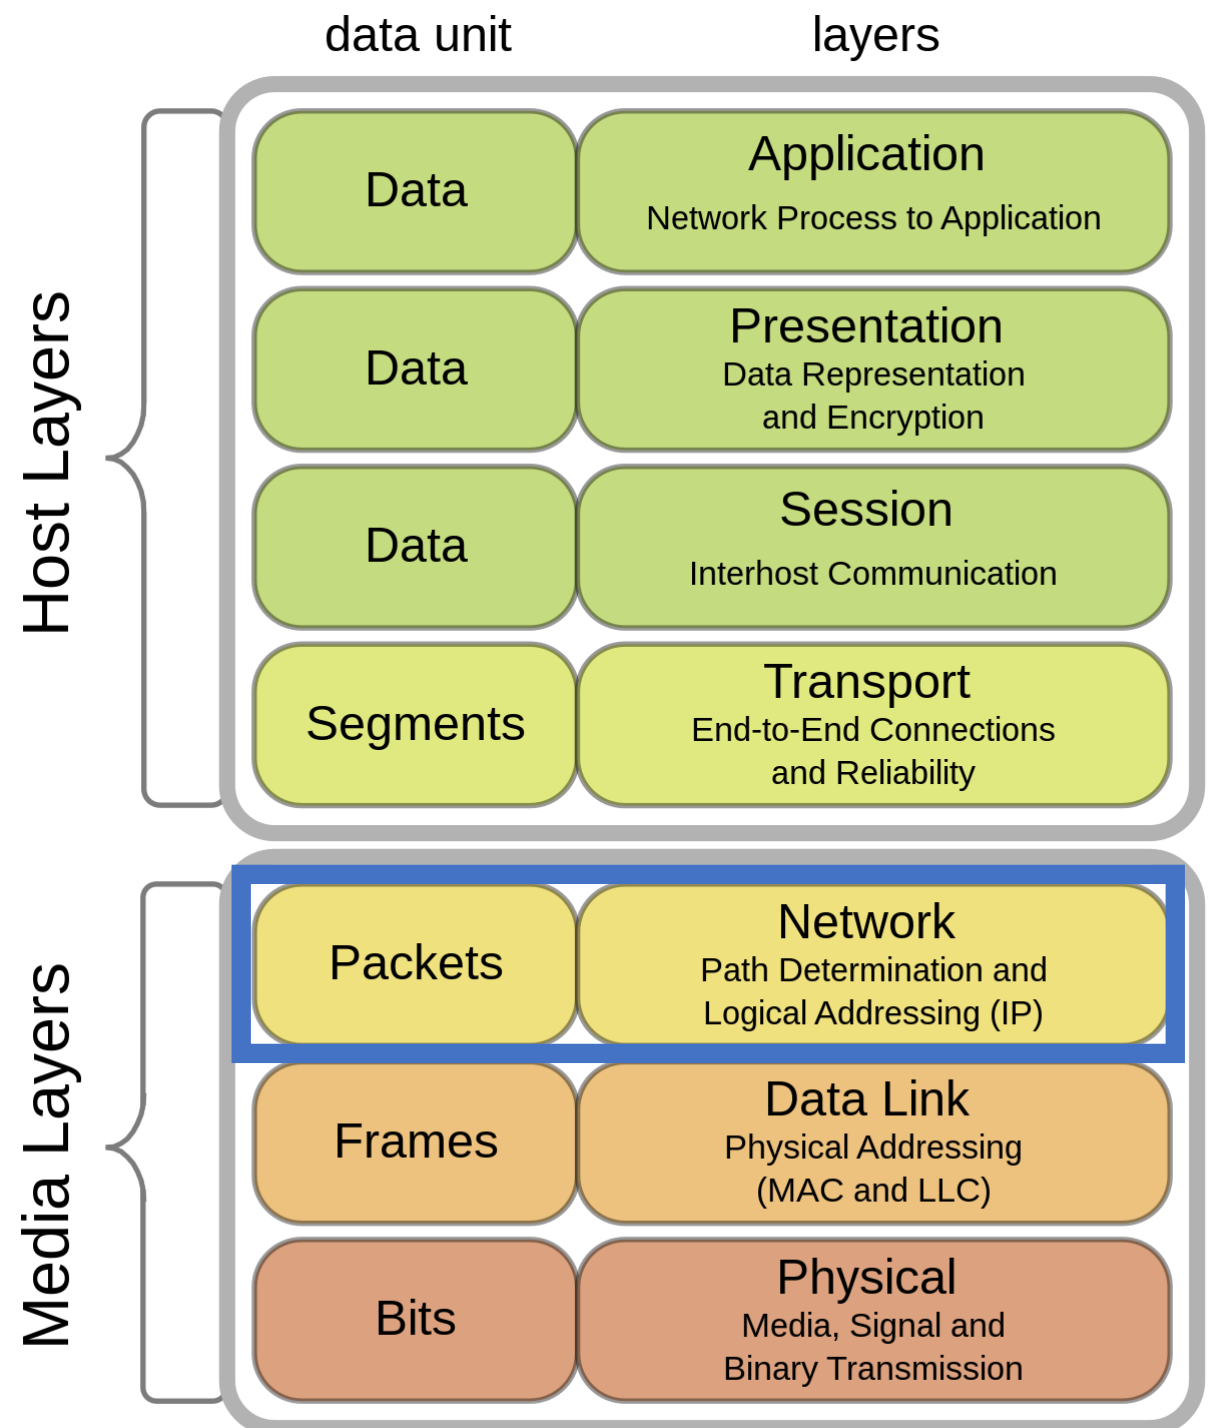 data unit
layers
Host Layers
Data
Application
Network Process to Application
Data
Presentation
Data Representation
and Encryption
Data
Session
Interhost Communication
Segments
Transport
End-to-End Connections
and Reliability
Media Layers
Packets
Network
Path Determination and
Logical Addressing (IP)
Frames
Data Link
Physical Addressing
(MAC and LLC)
Bits
Physical
Media, Signal and
Binary Transmission